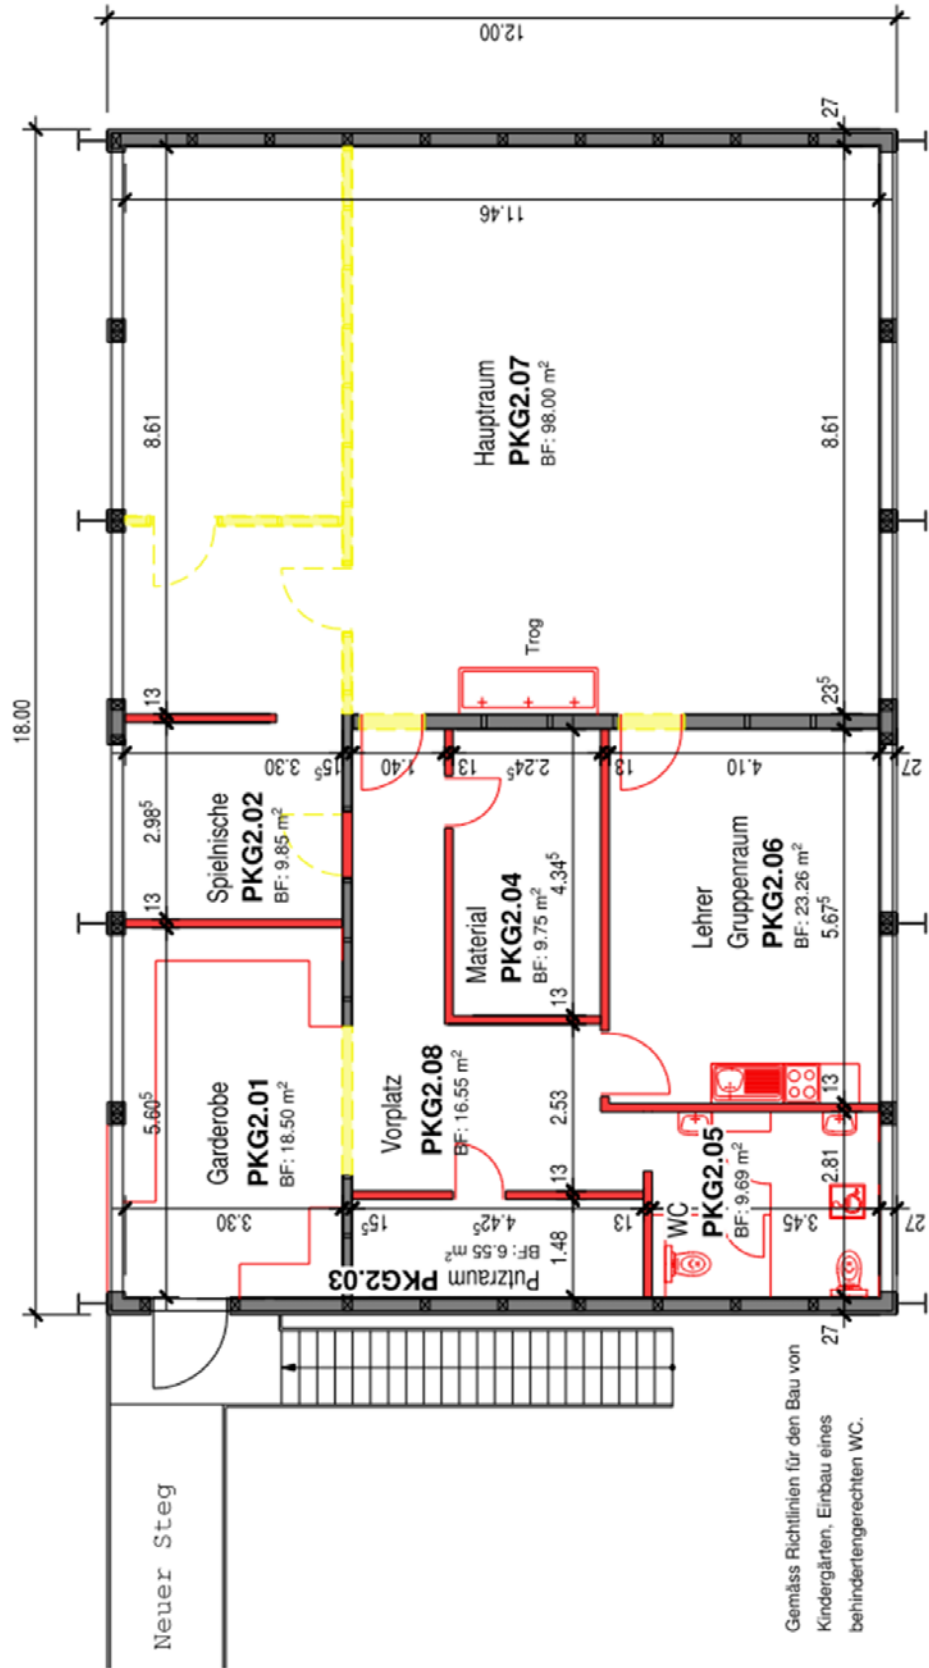 12.00
18.00
27
11.46
8.61
8.61
Hauptraum
PKG2.07
BF: 98.00 m²
Trog
13
23⁵
3.30
15⁵
1.40
13
2.24⁵
13
4.10
27
2.98⁵
Spielnische
PKG2.02
BF: 9.85 m²
13
Material
PKG2.04
BF: 9.75 m²
4.34⁵
13
Lehrer
Gruppenraum
PKG2.06
BF: 23.26 m²
5.67⁵
5.60⁵
Garderobe
PKG2.01
BF: 18.50 m²
Vorplatz
PKG2.08
BF: 16.55 m²
2.53
13
13
WC
PKG2.05
BF: 9.69 m²
2.81
3.30
15⁵
4.42⁵
13
3.45
27
Putzraum PKG2.03
BF: 6.55 m²
1.48
27
Neuer Steg
Gemäss Richtlinien für den Bau von
Kindergärten, Einbau eines
behindertengerechten WC.